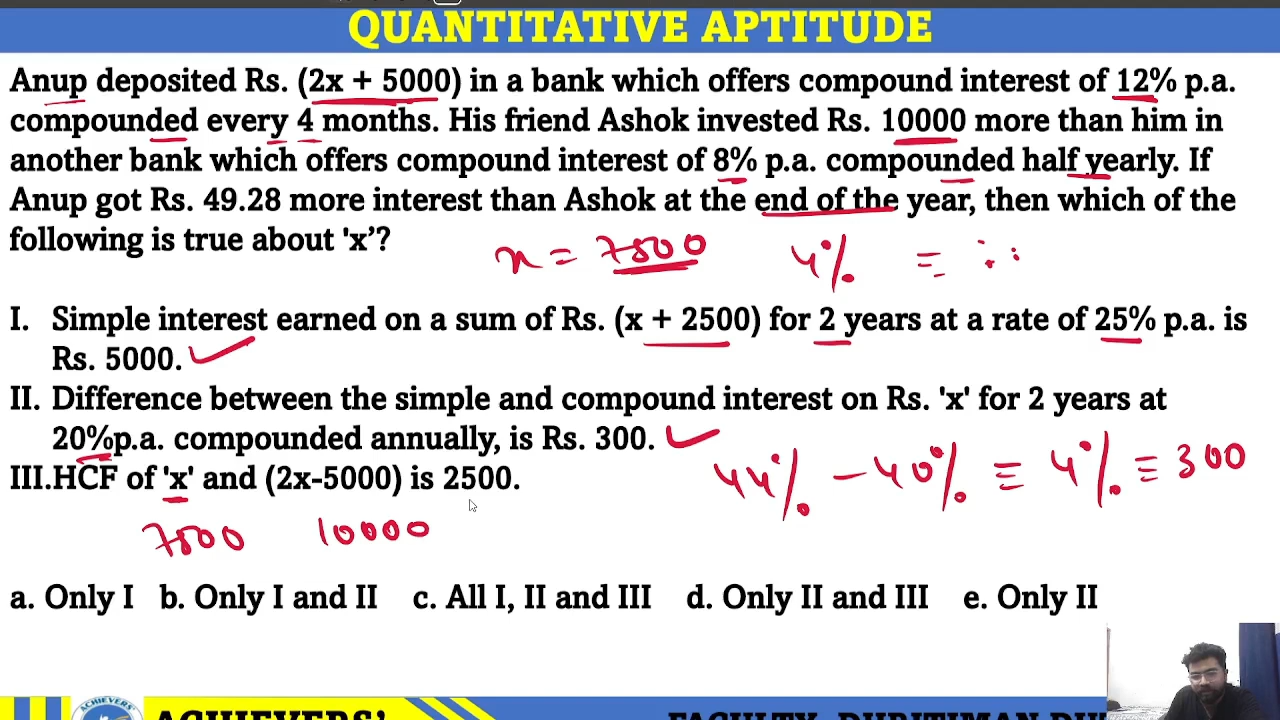 QUANTITATIVE APTITUDE
Anup deposited Rs. (2x + 5000) in a bank which offers compound interest of 12% p.a.
compounded every 4 months. His friend Ashok invested Rs. 10000 more than him in
another bank which offers compound interest of 8% p.a. compounded half yearly. If
Anup got Rs. 49.28 more interest than Ashok at the end of the year, then which of the
following is true about 'x’?
x = 7500 4% ≡
I. Simple interest earned on a sum of Rs. (x + 2500) for 2 years at a rate of 25% p.a. is
Rs. 5000.
II. Difference between the simple and compound interest on Rs. 'x' for 2 years at
20%p.a. compounded annually, is Rs. 300.
III.HCF of 'x' and (2x-5000) is 2500.
44% - 40% ≡ 4% ≡ 300
7500 10000
a. Only I b. Only I and II c. All I, II and III d. Only II and III e. Only II
ACHIEVERS'
ACHIEVERS'
FACULTY